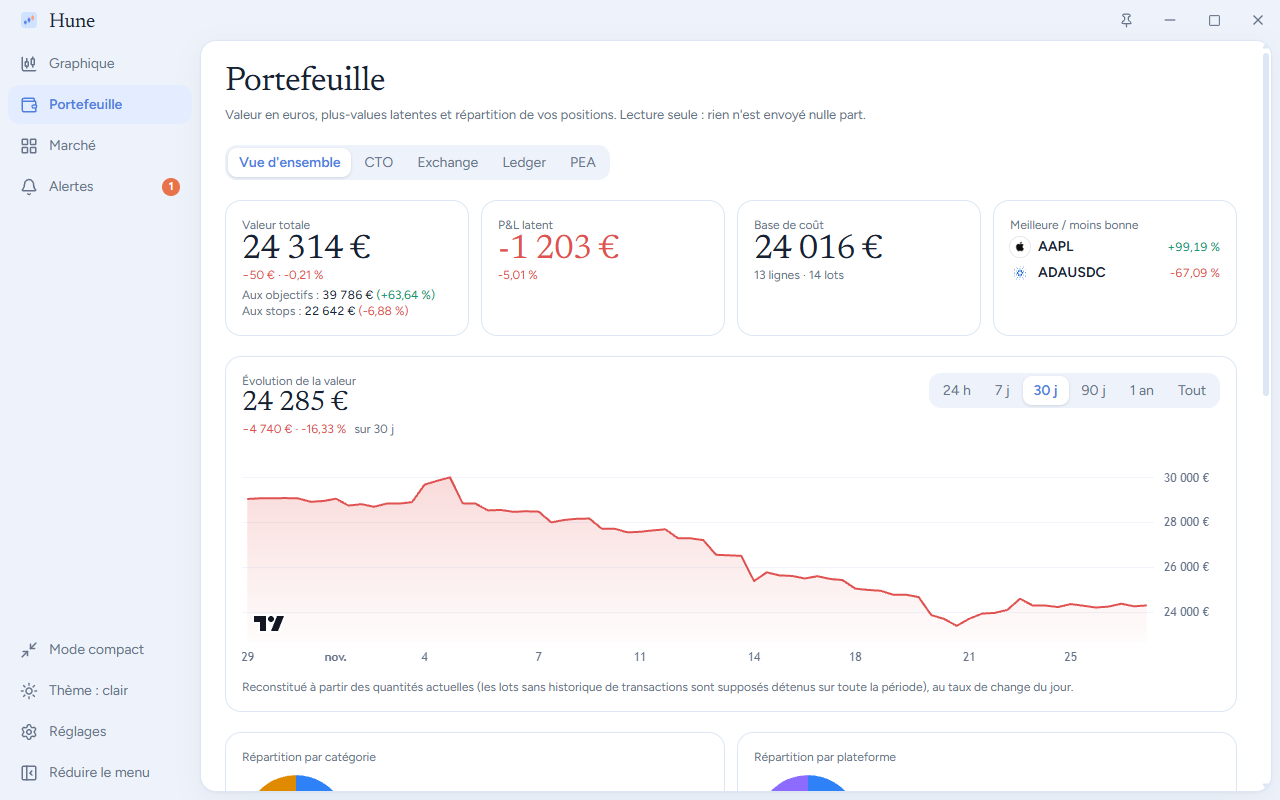 Hune
Graphique
Portefeuille
Marché
Alertes
1
Mode compact
Thème : clair
Réglages
Réduire le menu
Portefeuille
Valeur en euros, plus-values latentes et répartition de vos positions. Lecture seule : rien n'est envoyé nulle part.
Vue d'ensemble CTO Exchange Ledger PEA
Valeur totale
24 314 €
−50 € · -0,21 %
Aux objectifs : 39 786 € (+63,64 %)
Aux stops : 22 642 € (-6,88 %)
P&L latent
-1 203 €
-5,01 %
Base de coût
24 016 €
13 lignes · 14 lots
Meilleure / moins bonne
AAPL +99,19 %
ADAUSDC -67,09 %
Évolution de la valeur
24 285 €
−4 740 € · -16,33 % sur 30 j
24 h 7 j 30 j 90 j 1 an Tout
30 000 €
28 000 €
26 000 €
24 000 €
29 nov. 4 7 11 14 18 21 25
Reconstitué à partir des quantités actuelles (les lots sans historique de transactions sont supposés détenus sur toute la période), au taux de change du jour.
Répartition par catégorie
Répartition par plateforme